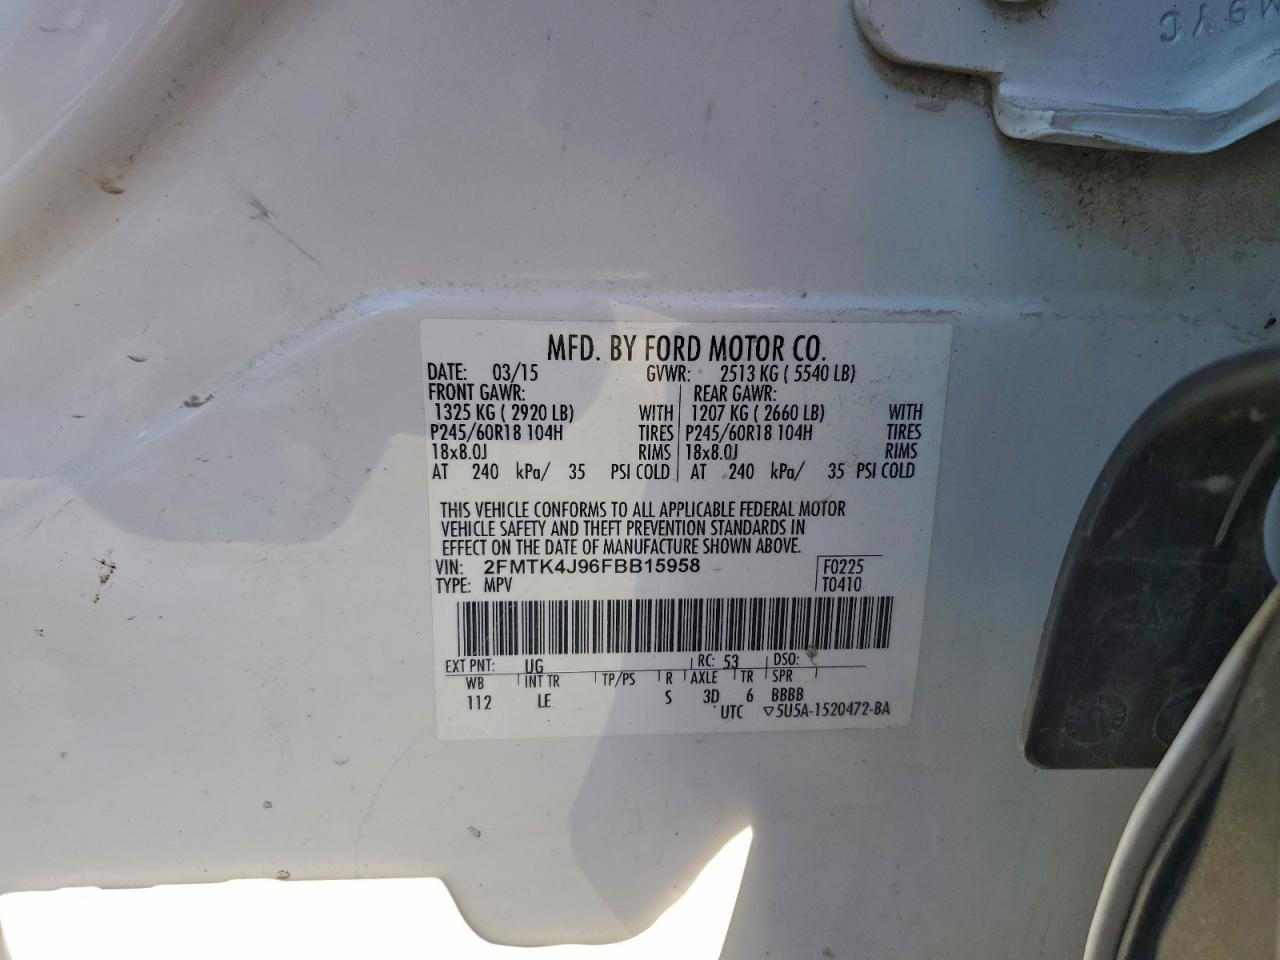 M9YC
MFD. BY FORD MOTOR CO.
DATE: 03/15 GVWR: 2513 KG ( 5540 LB)
FRONT GAWR: REAR GAWR:
1325 KG ( 2920 LB) WITH 1207 KG ( 2660 LB) WITH
P245/60R18 104H TIRES P245/60R18 104H TIRES
18x8.0J RIMS 18x8.0J RIMS
AT 240 kPa/ 35 PSI COLD AT 240 kPa/ 35 PSI COLD
THIS VEHICLE CONFORMS TO ALL APPLICABLE FEDERAL MOTOR
VEHICLE SAFETY AND THEFT PREVENTION STANDARDS IN
EFFECT ON THE DATE OF MANUFACTURE SHOWN ABOVE.
VIN: 2FMTK4J96FBB15958 F0225
TYPE: MPV T0410
EXT PNT: UG RC: 53 DSO:
WB INT TR TP/PS R AXLE TR SPR
112 LE S 3D 6 BBBB
UTC ▽5U5A-1520472-BA